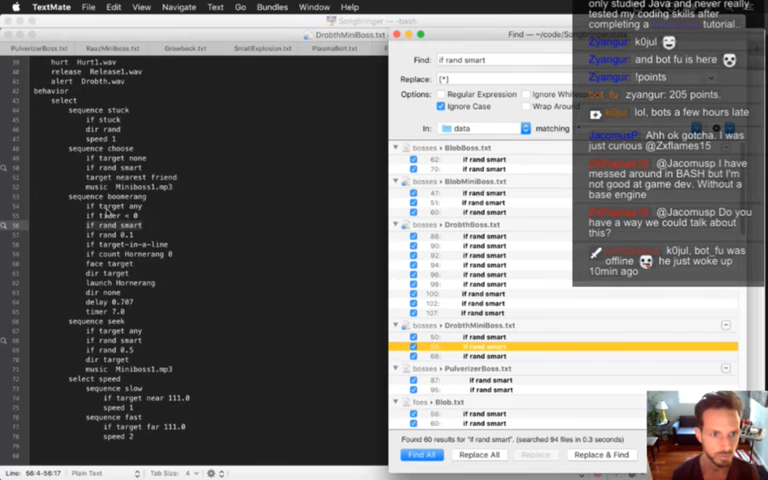 TextMate File Edit View Text Navigate Go Bundles Window Help
Songbringer — -bash
DrobthMiniBoss.txt
PulverizerBoss.txt RaazMiniboss.txt Growback.txt SmallExplosion.txt PlasmaBolt.txt
39 hurt Hurt1.wav
40 release Release1.wav
41 alert Drobth.wav
42 behavior
43 select
44 sequence stuck
45 if stuck
46 dir rand
47 speed 1
48 sequence choose
49 if target none
50 if rand smart
51 target nearest friend
52 music Miniboss1.mp3
53 sequence boomerang
54 if target any
55 if timer < 0
56 if rand smart
57 if rand 0.1
58 if target-in-a-line
59 if count Hornerang 0
60 face target
61 dir target
62 launch Hornerang
63 dir none
64 delay 0.707
65 timer 7.0
66 sequence seek
67 if target any
68 if rand smart
69 if rand 0.5
70 dir target
71 music Miniboss1.mp3
72 select speed
73 sequence slow
74 if target near 111.0
75 speed 1
76 sequence fast
77 if target far 111.0
78 speed 2
79
80
Line: 56:4-56:17 Plain Text Tab Size: 4
Find — ~/code/Songbringer/data
Find: if rand smart
Replace: [*]
Options: Regular Expression Ignore Whites
Ignore Case Wrap Around
In: data matching
bosses ▸ BlobBoss.txt
62: if rand smart
70: if rand smart
bosses ▸ BlobMiniBoss.txt
47: if rand smart
51: if rand smart
60: if rand smart
bosses ▸ DrobthBoss.txt
88: if rand smart
90: if rand smart
92: if rand smart
94: if rand smart
96: if rand smart
98: if rand smart
100: if rand smart
102: if rand smart
107: if rand smart
bosses ▸ DrobthMiniBoss.txt
50: if rand smart
56: if rand smart
68: if rand smart
bosses ▸ PulverizerBoss.txt
87: if rand smart
95: if rand smart
foes ▸ Blob.txt
56: if rand smart
60: if rand smart
Found 60 results for "if rand smart". (searched 94 files in 0.3 seconds)
Find All Replace All Replace Replace & Find
only studied Java and never really
tested my coding skills after
completing a tutorial..
Zyangur: k0jul
Zyangur: and bot fu is here
Zyangur: !points
bot_fu: zyangur: 205 points.
k0jul: lol, bots a few hours late
JacomusP: Ahh ok gotcha. I was
just curious @Zxflames15
ZXFlames15: @Jacomusp I have
messed around in BASH but I'm
not good at game dev. Without a
base engine
ZXFlames15: @Jacomusp Do you
have a way we could talk about
this?
k0jul, bot_fu was
offline he just woke up
10min ago